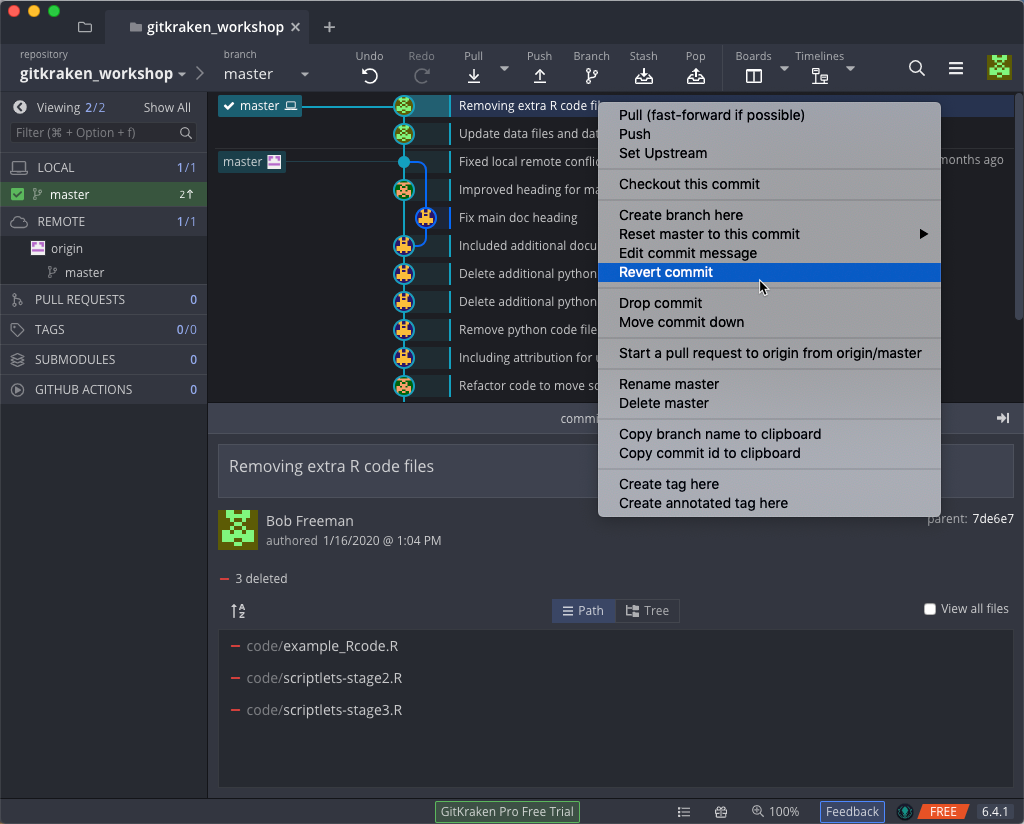 gitkraken_workshop
repository
gitkraken_workshop
branch
master
Undo
Redo
Pull
Push
Branch
Stash
Pop
Boards
Timelines
Viewing 2/2
Show All
Filter (⌘ + Option + f)
LOCAL 1/1
master 2↑
REMOTE 1/1
origin
master
PULL REQUESTS 0
TAGS 0/0
SUBMODULES 0
GITHUB ACTIONS 0
master
Removing extra R code
Update data files and
master
Fixed local remote
months ago
Improved heading for
Fix main doc heading
Included additional
Delete additional python
Delete additional python
Remove python code file
Including attribution for
Refactor code to move
Pull (fast-forward if possible)
Push
Set Upstream
Checkout this commit
Create branch here
Reset master to this commit
Edit commit message
Revert commit
Drop commit
Move commit down
Start a pull request to origin from origin/master
Rename master
Delete master
Copy branch name to clipboard
Copy commit id to clipboard
Create tag here
Create annotated tag here
Removing extra R code files
Bob Freeman
authored 1/16/2020 @ 1:04 PM
parent: 7de6e7
3 deleted
Path
Tree
View all files
code/example_Rcode.R
code/scriptlets-stage2.R
code/scriptlets-stage3.R
GitKraken Pro Free Trial
100%
Feedback
FREE
6.4.1